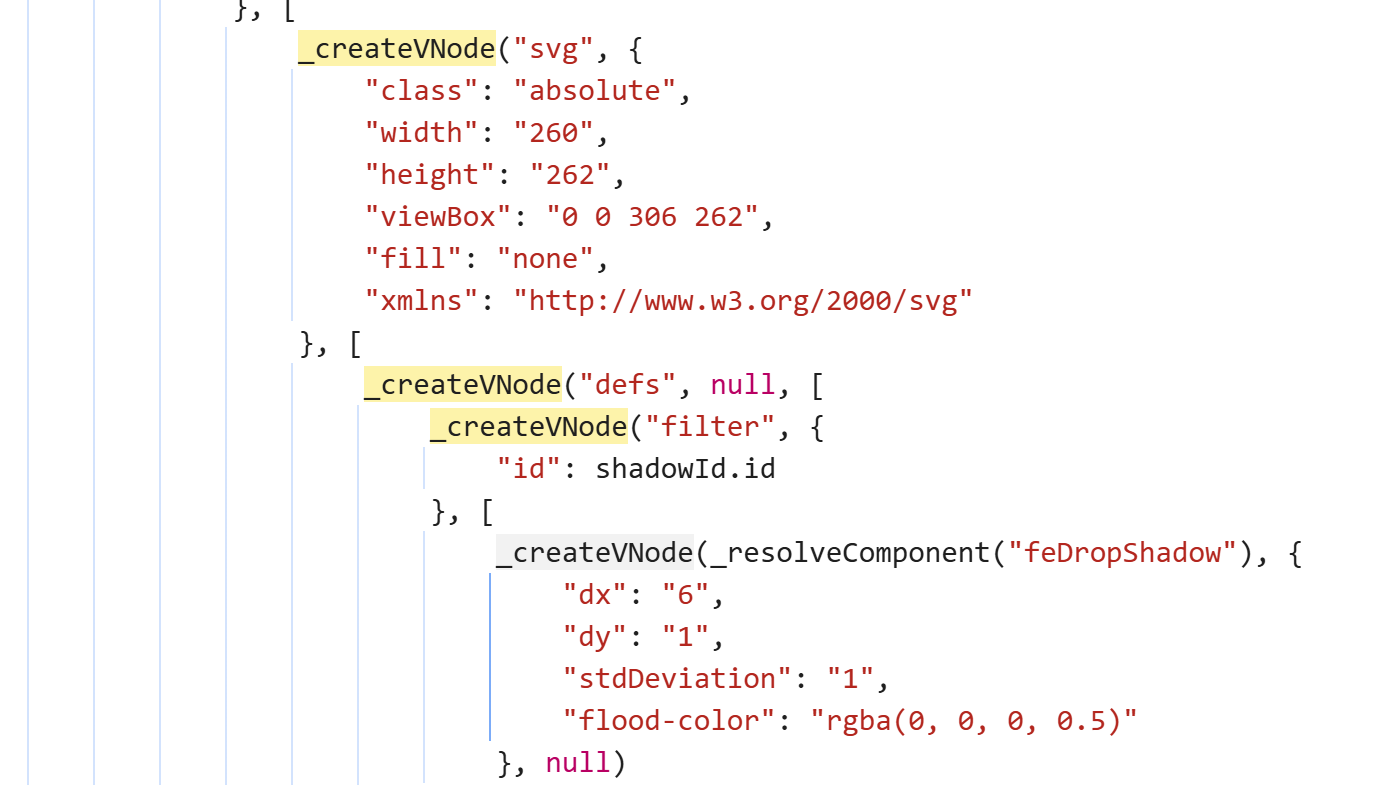 }, [
_createVNode("svg", {
"class": "absolute",
"width": "260",
"height": "262",
"viewBox": "0 0 306 262",
"fill": "none",
"xmlns": "http://www.w3.org/2000/svg"
}, [
_createVNode("defs", null, [
_createVNode("filter", {
"id": shadowId.id
}, [
_createVNode(_resolveComponent("feDropShadow"), {
"dx": "6",
"dy": "1",
"stdDeviation": "1",
"flood-color": "rgba(0, 0, 0, 0.5)"
}, null)